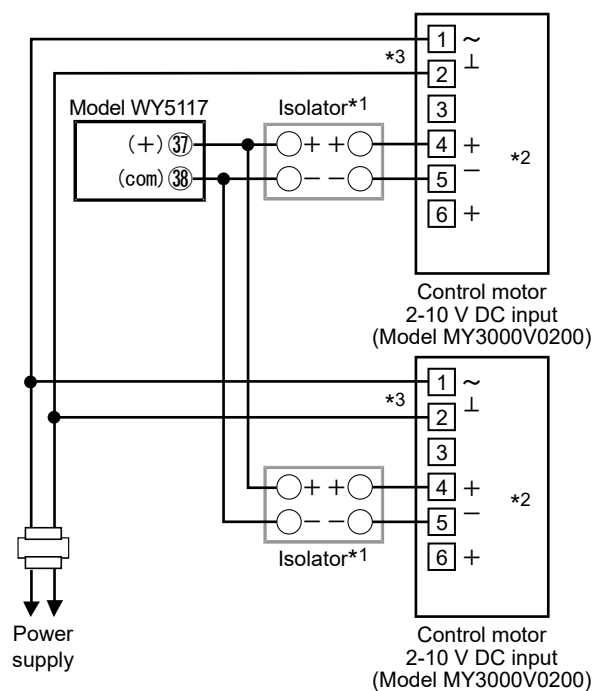 1 ~
*3
2 ⊥
Model WY5117
Isolator*1
3
(+) ㊲
+ +
4 +
*2
(com) ㊳
− −
5 −
6 +
Control motor
2-10 V DC input
(Model MY3000V0200)
1 ~
*3
2 ⊥
3
+ +
4 +
*2
− −
5 −
Isolator*1
6 +
Power
supply
Control motor
2-10 V DC input
(Model MY3000V0200)